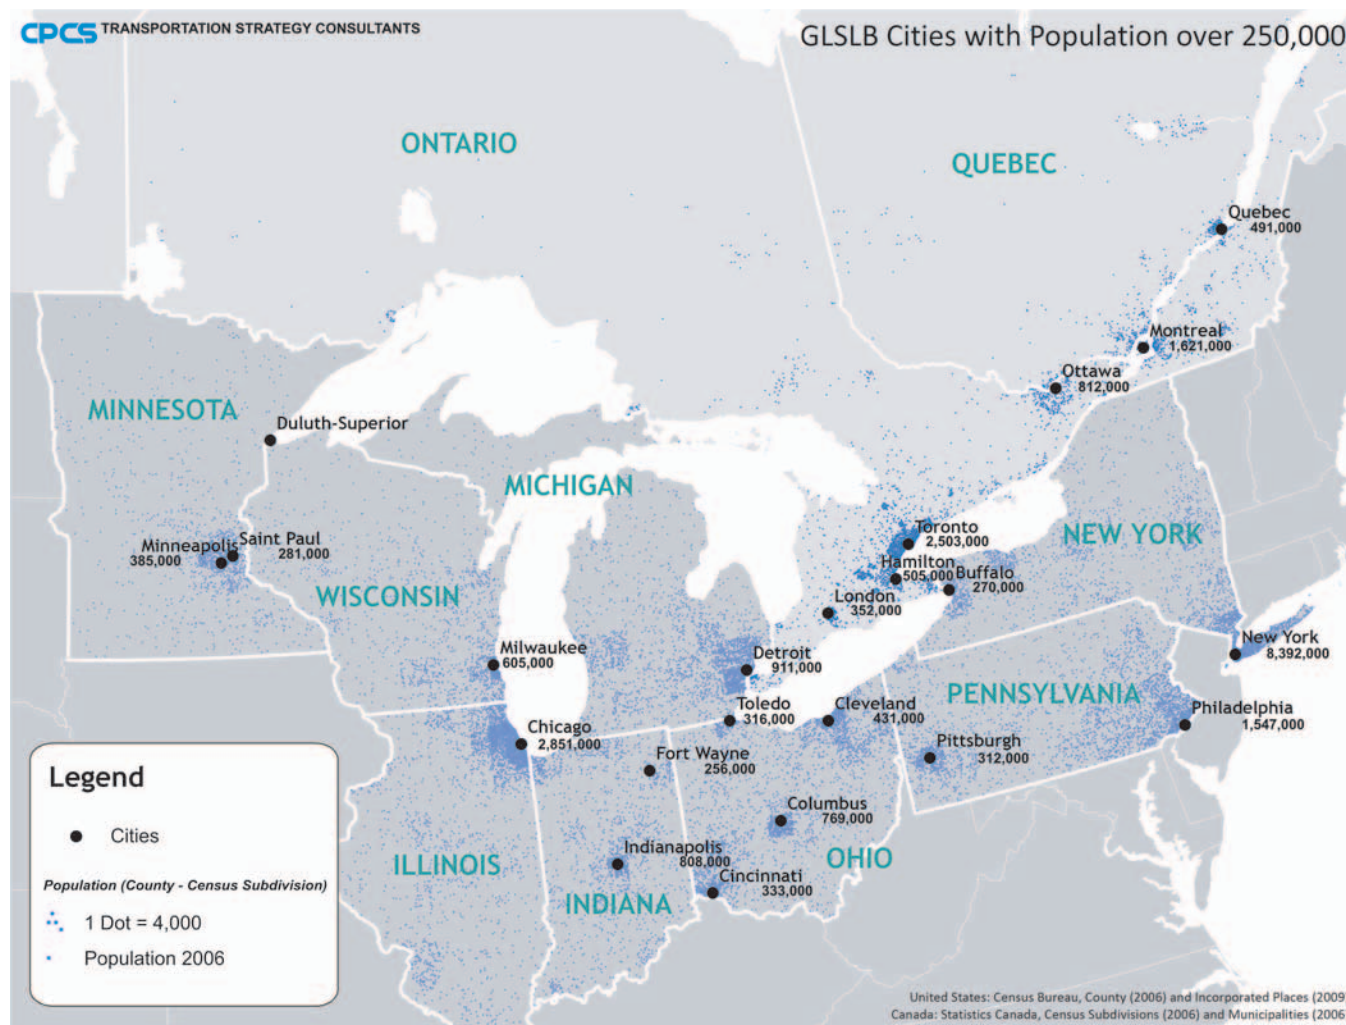 CPCS TRANSPORTATION STRATEGY CONSULTANTS
GLSLB Cities with Population over 250,000
ONTARIO
QUEBEC
Quebec
491,000
Montreal
1,621,000
Ottawa
812,000
MINNESOTA
Duluth-Superior
MICHIGAN
Toronto
2,503,000
NEW YORK
Minneapolis
385,000
Saint Paul
281,000
Hamilton
505,000
Buffalo
270,000
WISCONSIN
London
352,000
Milwaukee
605,000
Detroit
911,000
New York
8,392,000
PENNSYLVANIA
Toledo
316,000
Cleveland
431,000
Philadelphia
1,547,000
Chicago
2,851,000
Fort Wayne
256,000
Pittsburgh
312,000
Columbus
769,000
Indianapolis
808,000
OHIO
ILLINOIS
Cincinnati
333,000
INDIANA
Legend
Cities
Population (County - Census Subdivision)
1 Dot = 4,000
Population 2006
United States: Census Bureau, County (2006) and Incorporated Places (2009
Canada: Statistics Canada, Census Subdivisions (2006) and Municipalities (2006